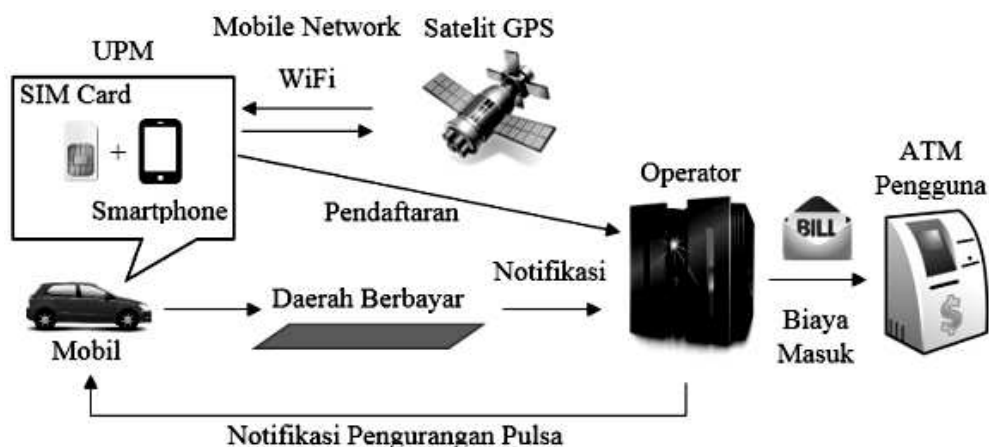 Mobile Network
Satelit GPS
UPM
WiFi
SIM Card
+
Smartphone
Pendaftaran
Operator
ATM
Pengguna
BILL
Notifikasi
Daerah Berbayar
Biaya
Masuk
$
Mobil
Notifikasi Pengurangan Pulsa